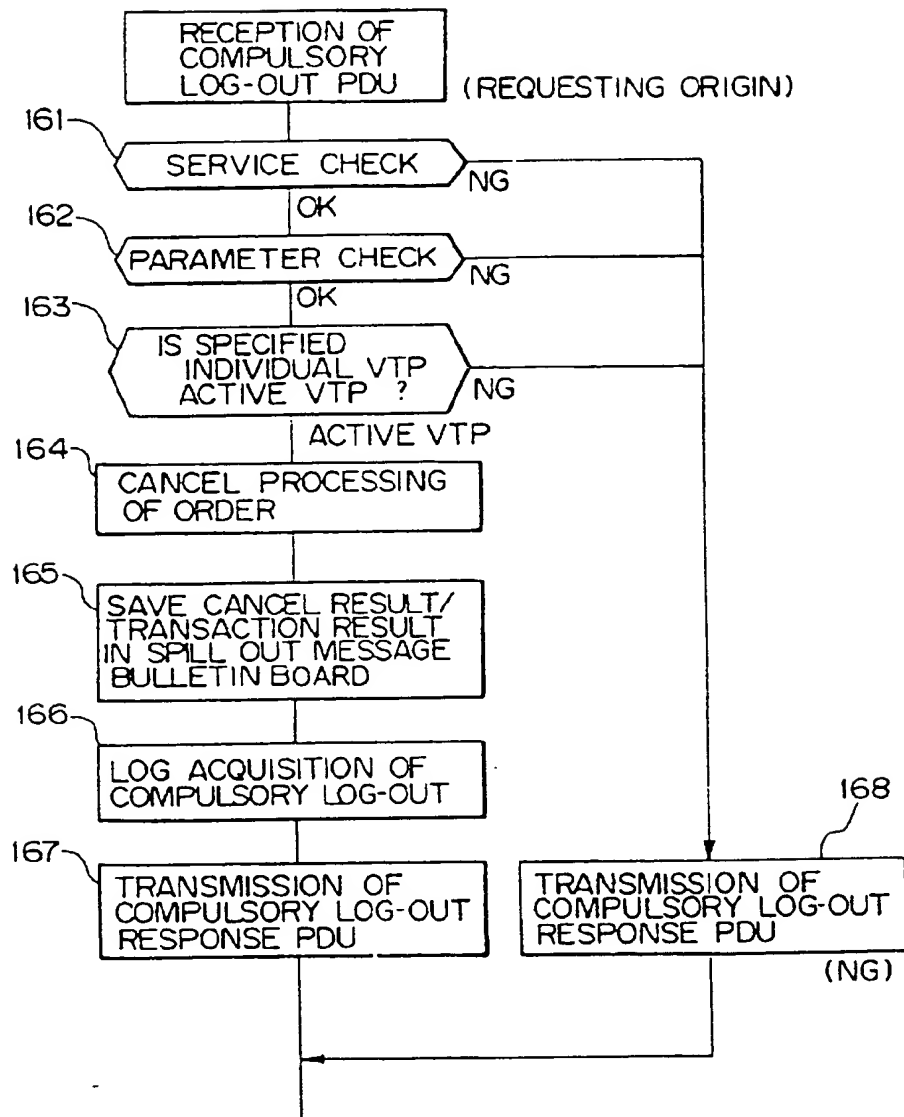 RECEPTION OF
COMPULSORY
LOG-OUT PDU
(REQUESTING ORIGIN)
161
SERVICE CHECK
NG
OK
162
PARAMETER CHECK
NG
OK
163
IS SPECIFIED
INDIVIDUAL VTP
ACTIVE VTP ?
NG
ACTIVE VTP
164
CANCEL PROCESSING
OF ORDER
165
SAVE CANCEL RESULT/
TRANSACTION RESULT
IN SPILL OUT MESSAGE
BULLETIN BOARD
166
LOG ACQUISITION OF
COMPULSORY LOG-OUT
167
TRANSMISSION OF
COMPULSORY LOG-OUT
RESPONSE PDU
168
TRANSMISSION OF
COMPULSORY LOG-OUT
RESPONSE PDU
(NG)